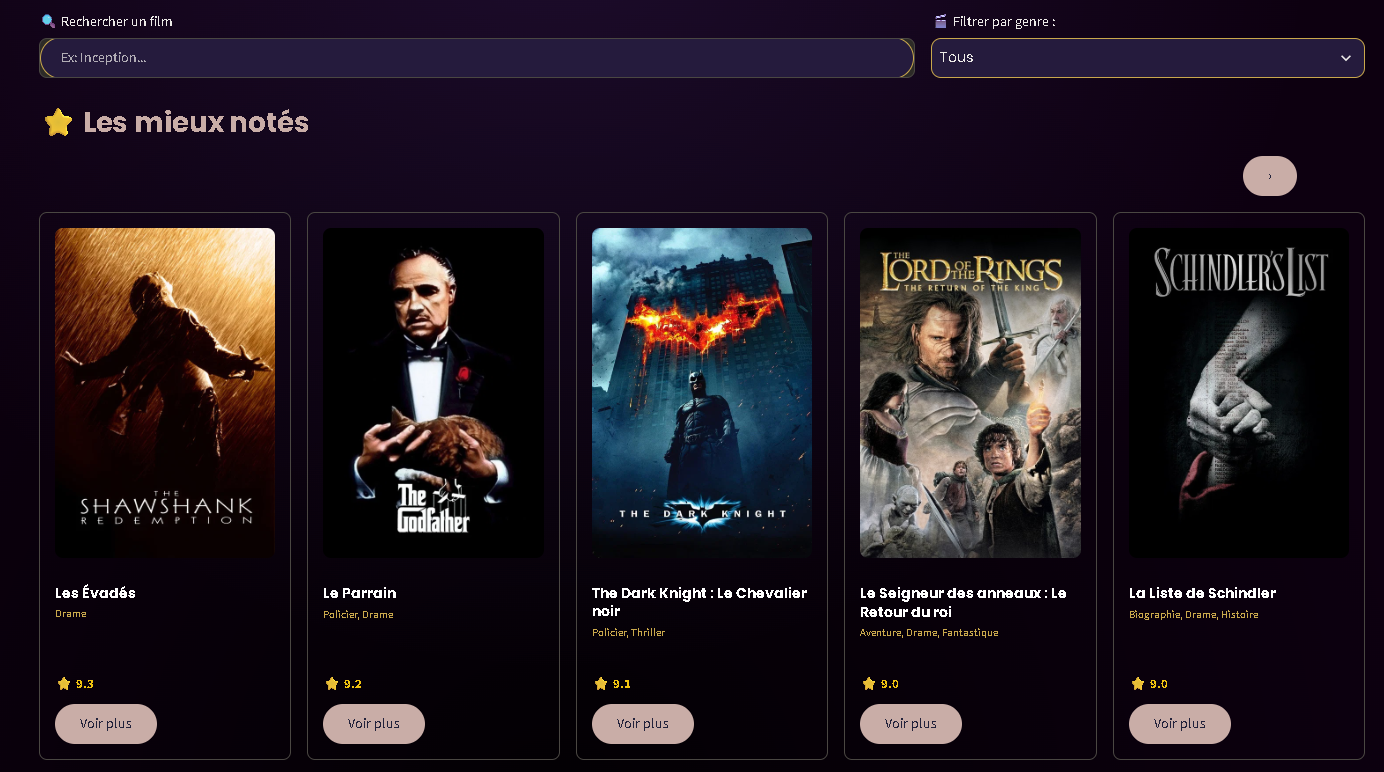 Rechercher un film
Filtrer par genre :
Ex: Inception...
Tous
Les mieux notés
›
THE
SHAWSHANK
REDEMPTION
The
Godfather
THE DARK KNIGHT
THE
LORD OF THE RINGS
THE RETURN OF THE KING
SCHINDLER'S LIST
Les Évadés
Drame
Le Parrain
Policier, Drame
The Dark Knight : Le Chevalier
noir
Policier, Thriller
Le Seigneur des anneaux : Le
Retour du roi
Aventure, Drame, Fantastique
La Liste de Schindler
Biographie, Drame, Histoire
9.3
9.2
9.1
9.0
9.0
Voir plus
Voir plus
Voir plus
Voir plus
Voir plus